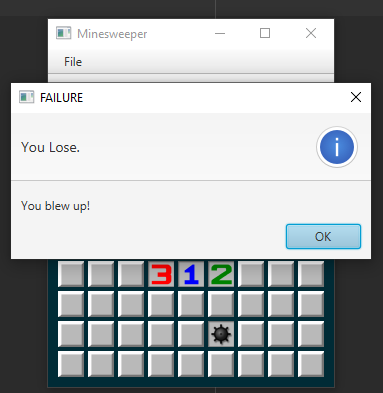 Minesweeper
File
FAILURE
You Lose.
You blew up!
OK
3 1 2